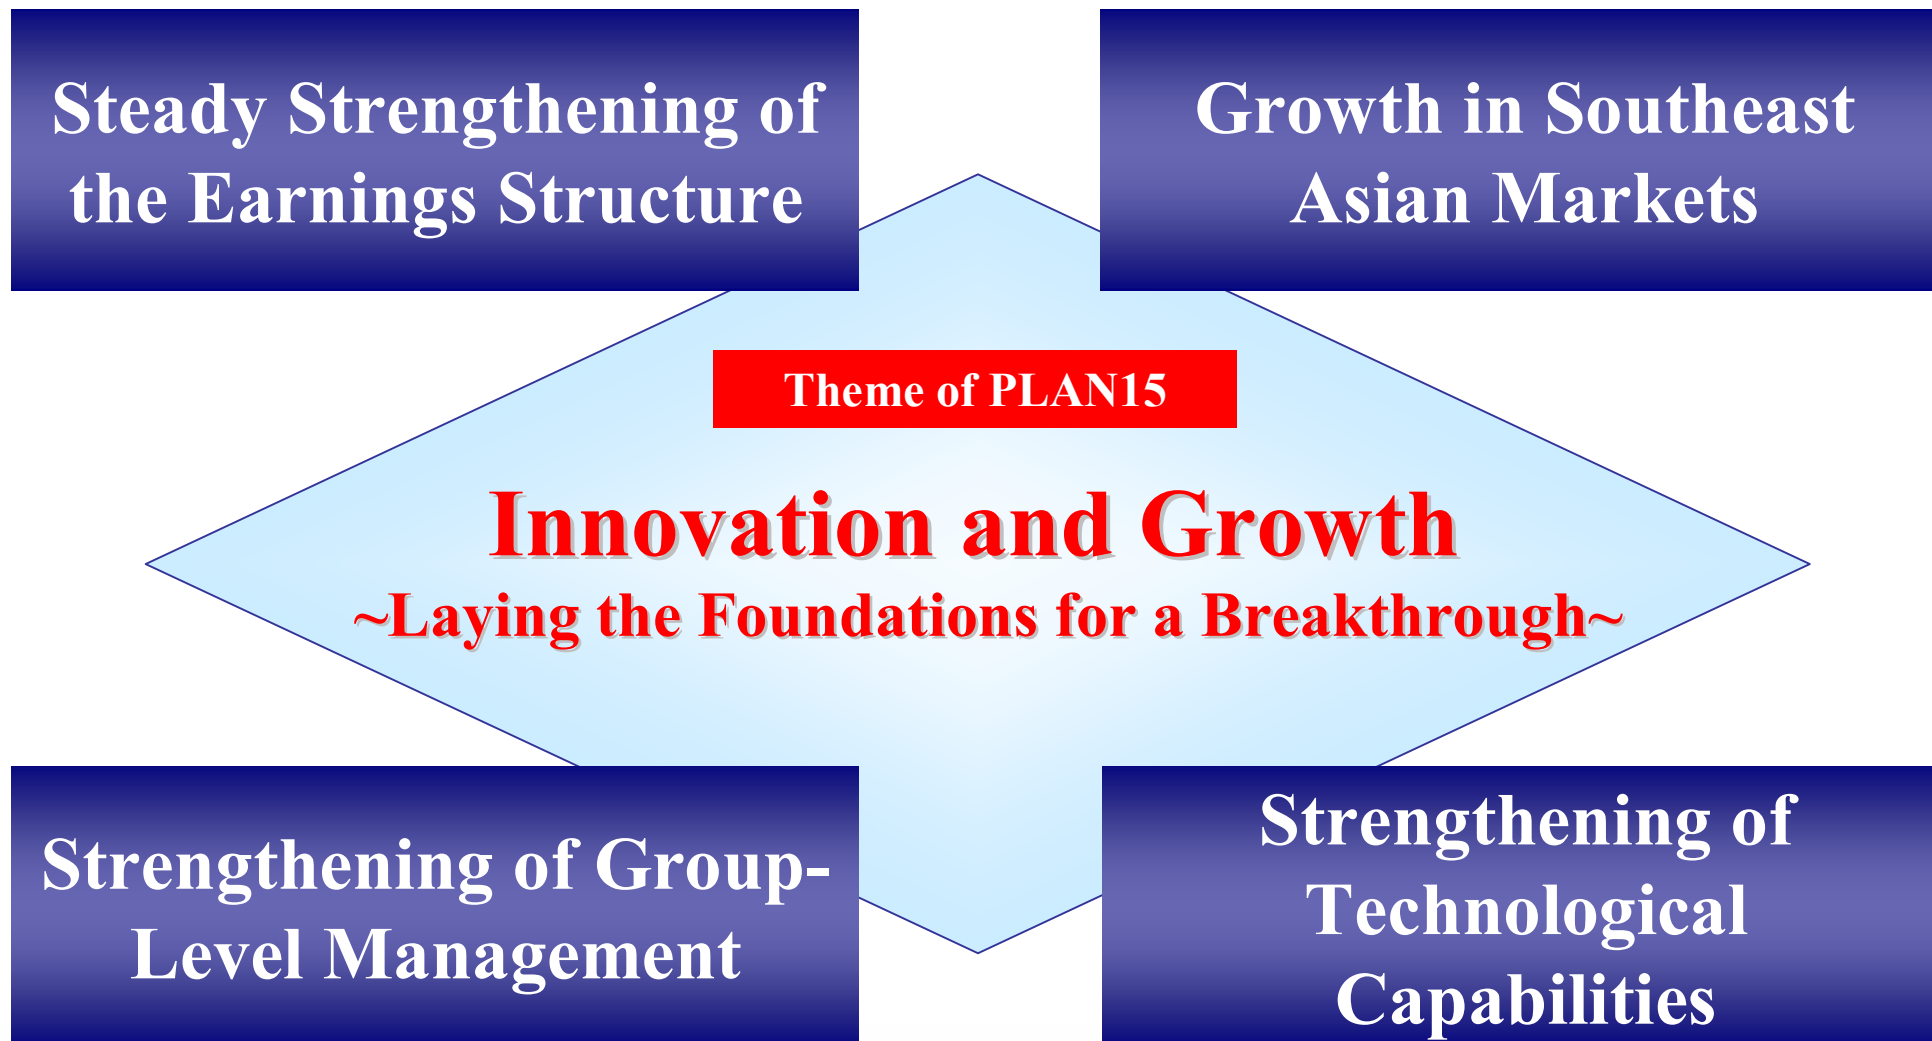 Steady Strengthening of
the Earnings Structure
Growth in Southeast
Asian Markets
Theme of PLAN15
Innovation and Growth
~Laying the Foundations for a Breakthrough~
Strengthening of Group-
Level Management
Strengthening of
Technological
Capabilities